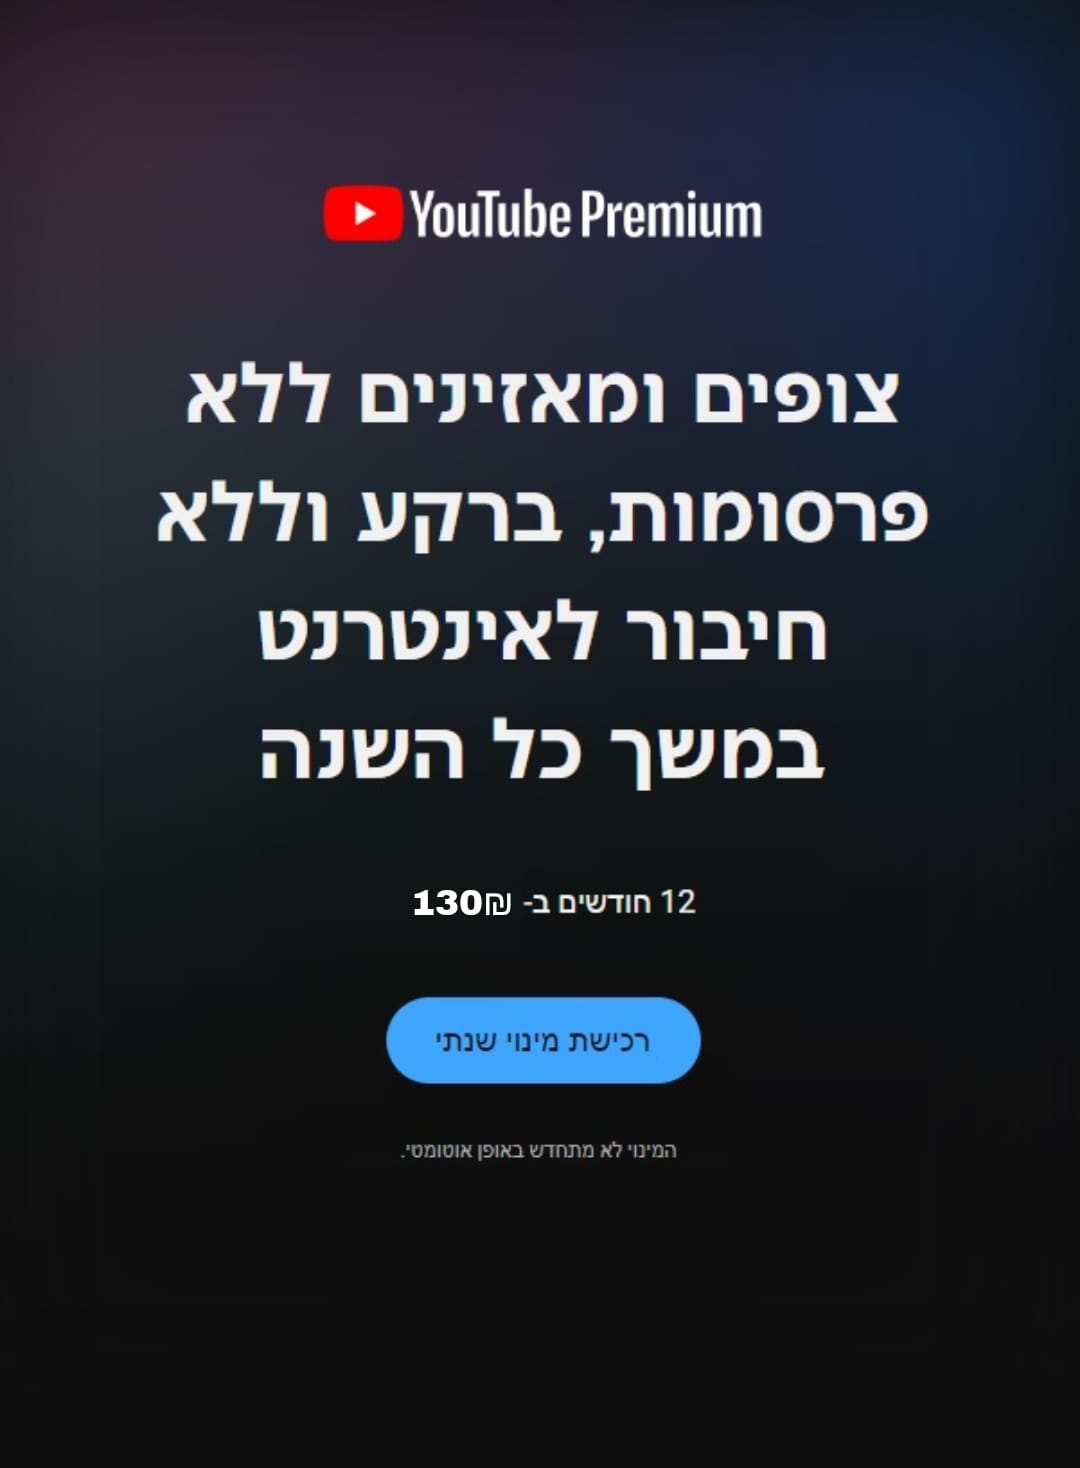 YouTube Premium
צופים ומאזינים ללא
פרסומות, ברקע וללא
חיבור לאינטרנט
במשך כל השנה
12 חודשים ב- ₪130
רכישת מינוי שנתי
המינוי לא מתחדש באופן אוטומטי.